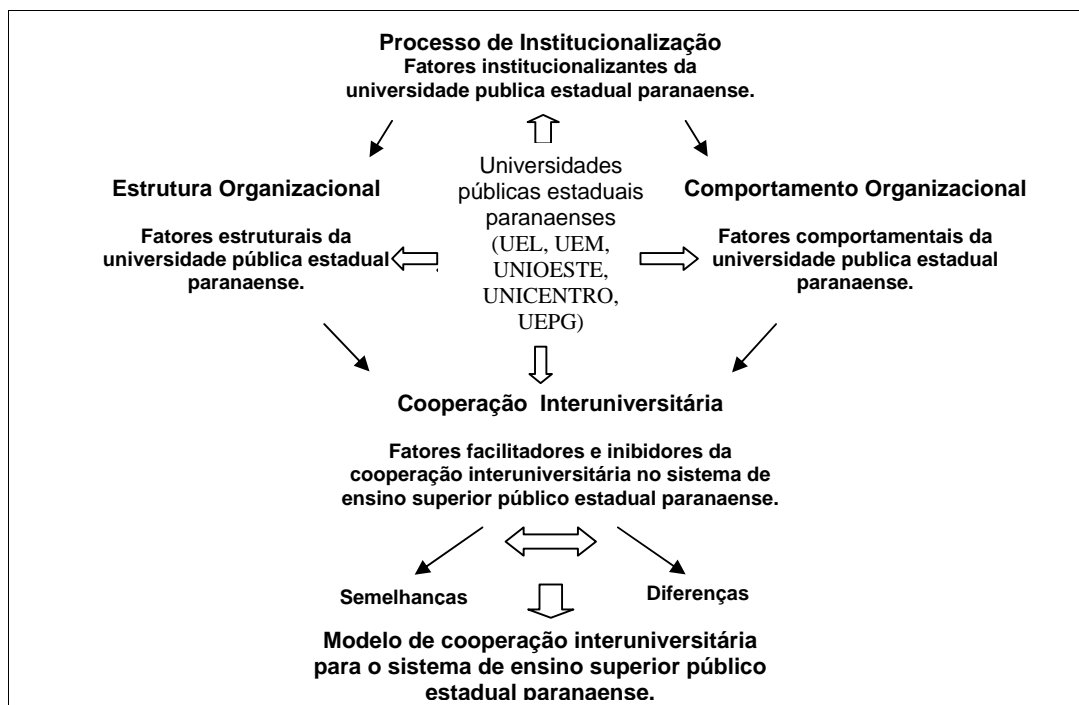 Processo de Institucionalização
Fatores institucionalizantes da
universidade publica estadual paranaense.
Universidades
públicas estaduais
paranaenses
(UEL, UEM,
UNIOESTE,
UNICENTRO,
UEPG)
Estrutura Organizacional
Fatores estruturais da
universidade pública estadual
paranaense.
Comportamento Organizacional
Fatores comportamentais da
universidade publica estadual
paranaense.
Cooperação Interuniversitária
Fatores facilitadores e inibidores da
cooperação interuniversitária no sistema de
ensino superior público estadual paranaense.
Semelhanças
Diferenças
Modelo de cooperação interuniversitária
para o sistema de ensino superior público
estadual paranaense.